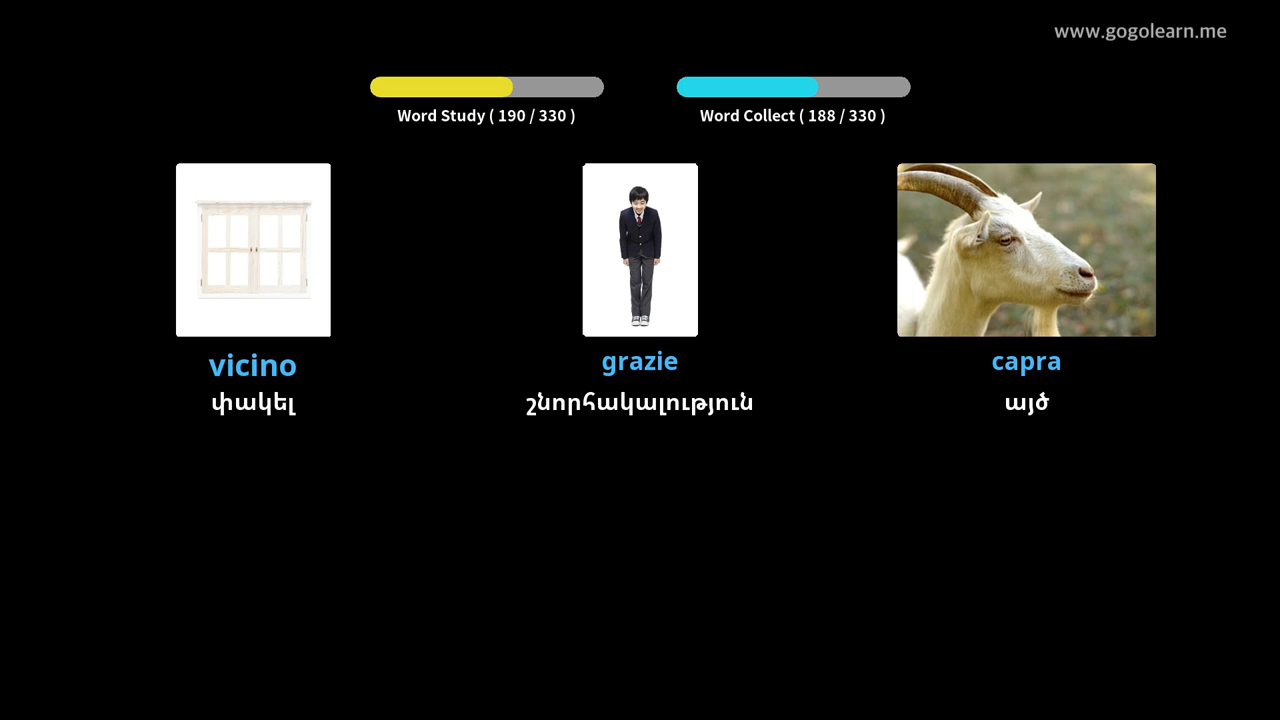 www.gogolearn.me
Word Study ( 190 / 330 )
Word Collect ( 188 / 330 )
vicino
grazie
capra
փակել
շնորհակալություն
այծ